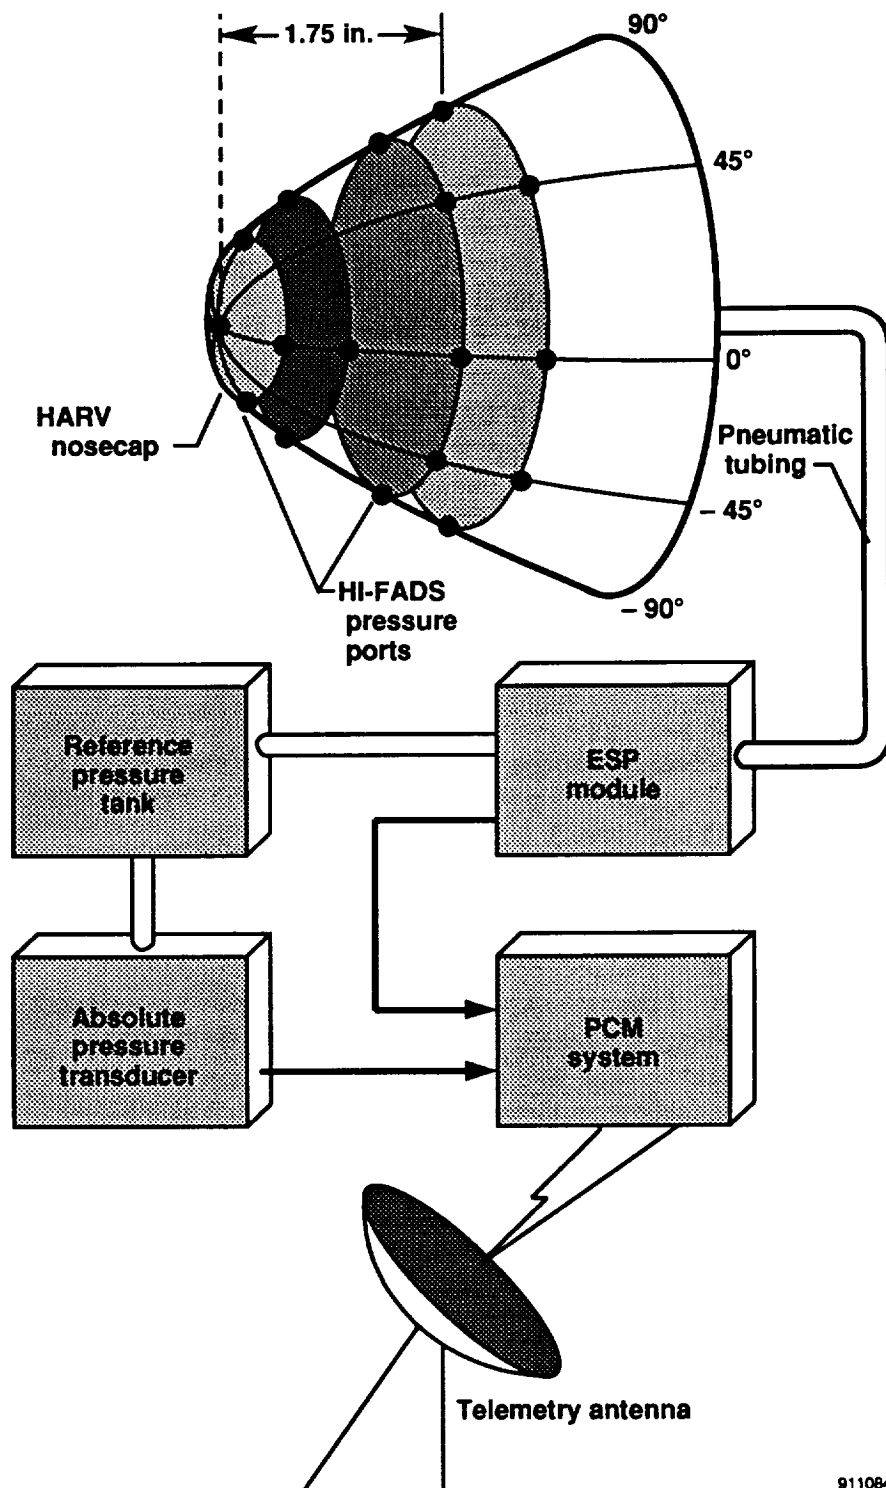 1.75 in.
90°
45°
0°
– 45°
– 90°
HARV
nosecap
Pneumatic
tubing
HI-FADS
pressure
ports
Reference
pressure
tank
ESP
module
Absolute
pressure
transducer
PCM
system
Telemetry antenna
911084